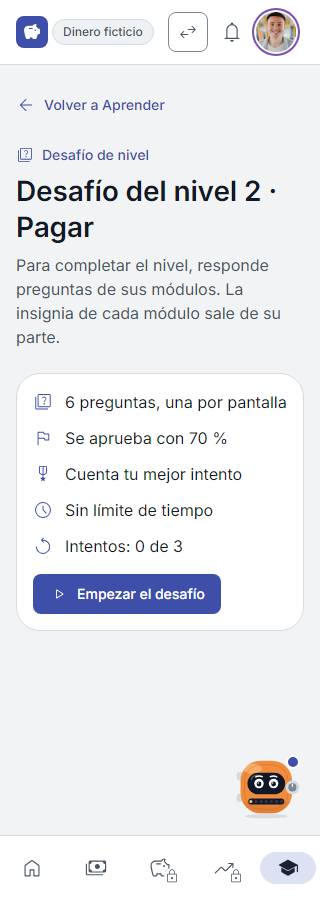 Dinero ficticio
Volver a Aprender
Desafío de nivel
Desafío del nivel 2 ·
Pagar
Para completar el nivel, responde
preguntas de sus módulos. La
insignia de cada módulo sale de su
parte.
6 preguntas, una por pantalla
Se aprueba con 70 %
Cuenta tu mejor intento
Sin límite de tiempo
Intentos: 0 de 3
Empezar el desafío